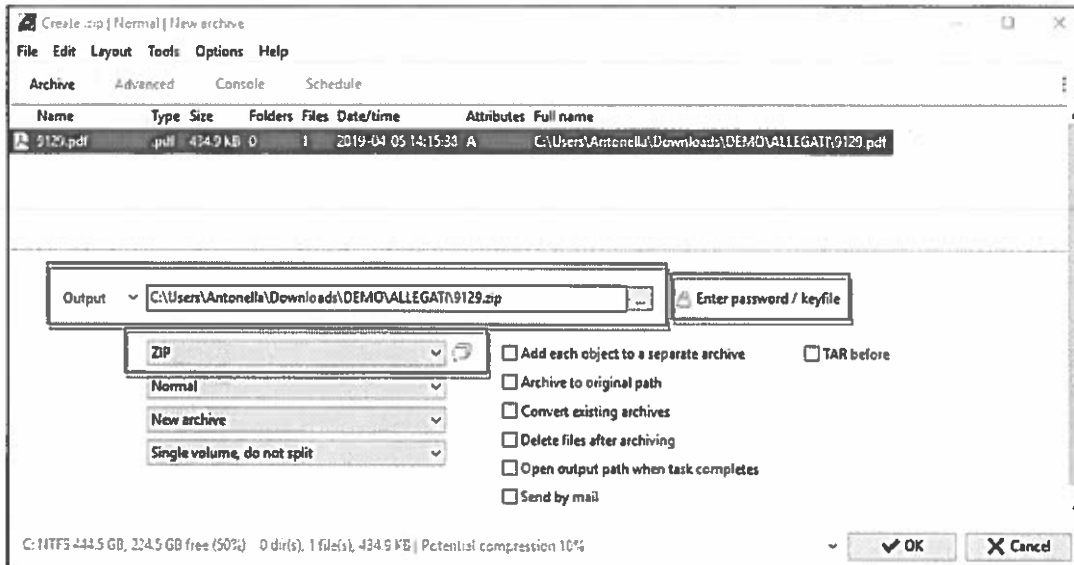 Create .zip | Normal | New archive
File Edit Layout Tools Options Help
Archive Advanced Console Schedule
Name Type Size Folders Files Date/time Attributes Full name
9129.pdf .pdf 434.9 kB 0 1 2019-04-05 14:15:33 A C:\Users\Antonella\Downloads\DEMO\ALLEGATI\9129.pdf
Output C:\Users\Antonella\Downloads\DEMO\ALLEGATI\9129.zip ... Enter password / keyfile
ZIP Add each object to a separate archive TAR before
Normal Archive to original path
New archive Convert existing archives
Delete files after archiving
Single volume, do not split
Open output path when task completes
Send by mail
C: NTFS 444.5 GB, 224.5 GB free (50%) 0 dir(s), 1 file(s), 434.9 KB | Potential compression 10% OK Cancel